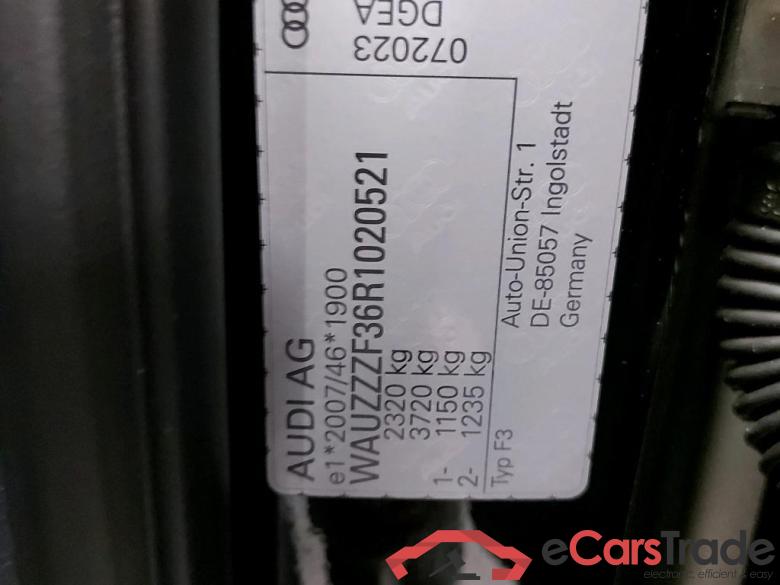 AUDI AG
e1*2007/46*1900
WAUZZZF36R1020521
2320 kg
3720 kg
1- 1150 kg
2- 1235 kg
Typ F3
Auto-Union-Str. 1
DE-85057 Ingolstadt
Germany
072023
DGEA
eCarsTrade
electronic, efficient & easy